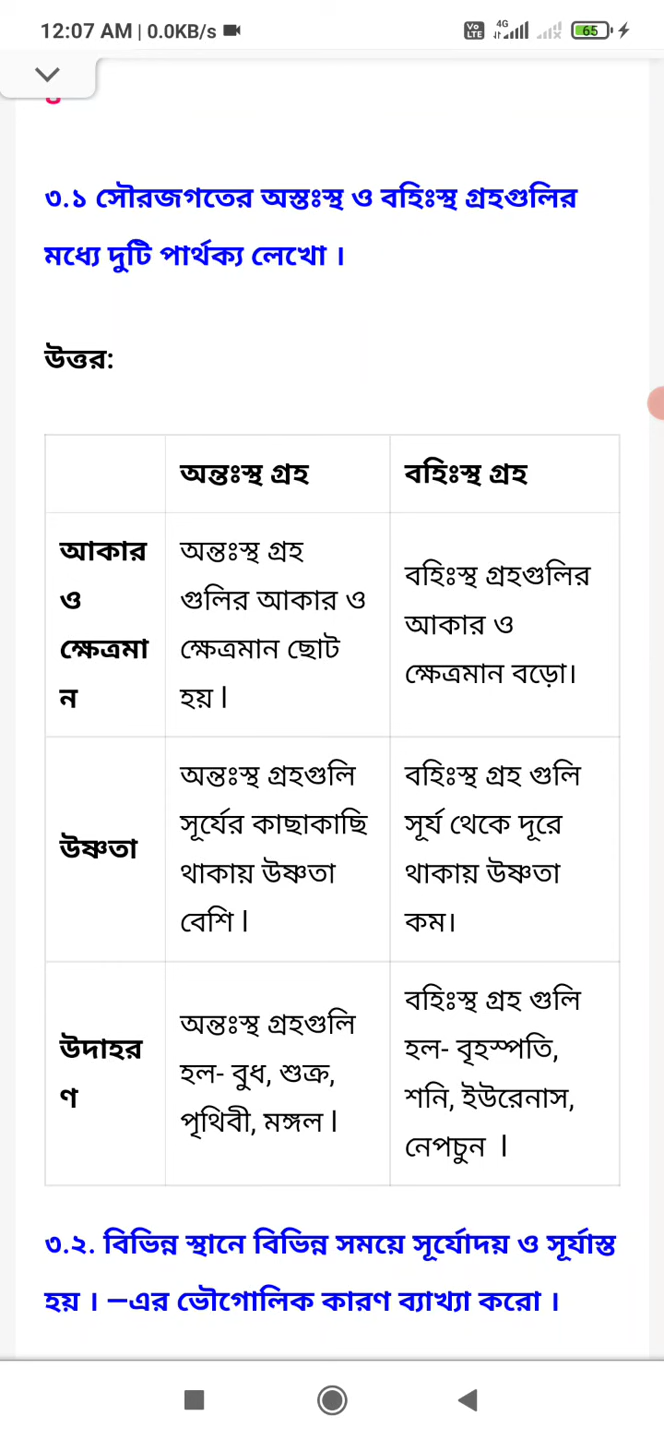 12:07 AM | 0.0KB/s
VO LTE 4G 65
৩.১ সৌরজগতের অন্তঃস্থ ও বহিঃস্থ গ্রহগুলির
মধ্যে দুটি পার্থক্য লেখো ।
উত্তর:
অন্তঃস্থ গ্রহ
বহিঃস্থ গ্রহ
আকার
ও
ক্ষেত্রমা
ন
অন্তঃস্থ গ্রহ
গুলির আকার ও
ক্ষেত্রমান ছোট
হয় |
বহিঃস্থ গ্রহগুলির
আকার ও
ক্ষেত্রমান বড়ো।
উষ্ণতা
অন্তঃস্থ গ্রহগুলি
সূর্যের কাছাকাছি
থাকায় উষ্ণতা
বেশি |
বহিঃস্থ গ্রহ গুলি
সূর্য থেকে দূরে
থাকায় উষ্ণতা
কম।
উদাহর
ণ
অন্তঃস্থ গ্রহগুলি
হল- বুধ, শুক্র,
পৃথিবী, মঙ্গল |
বহিঃস্থ গ্রহ গুলি
হল- বৃহস্পতি,
শনি, ইউরেনাস,
নেপচুন |
৩.২. বিভিন্ন স্থানে বিভিন্ন সময়ে সূর্যোদয় ও সূর্যাস্ত
হয় । —এর ভৌগোলিক কারণ ব্যাখ্যা করো ।